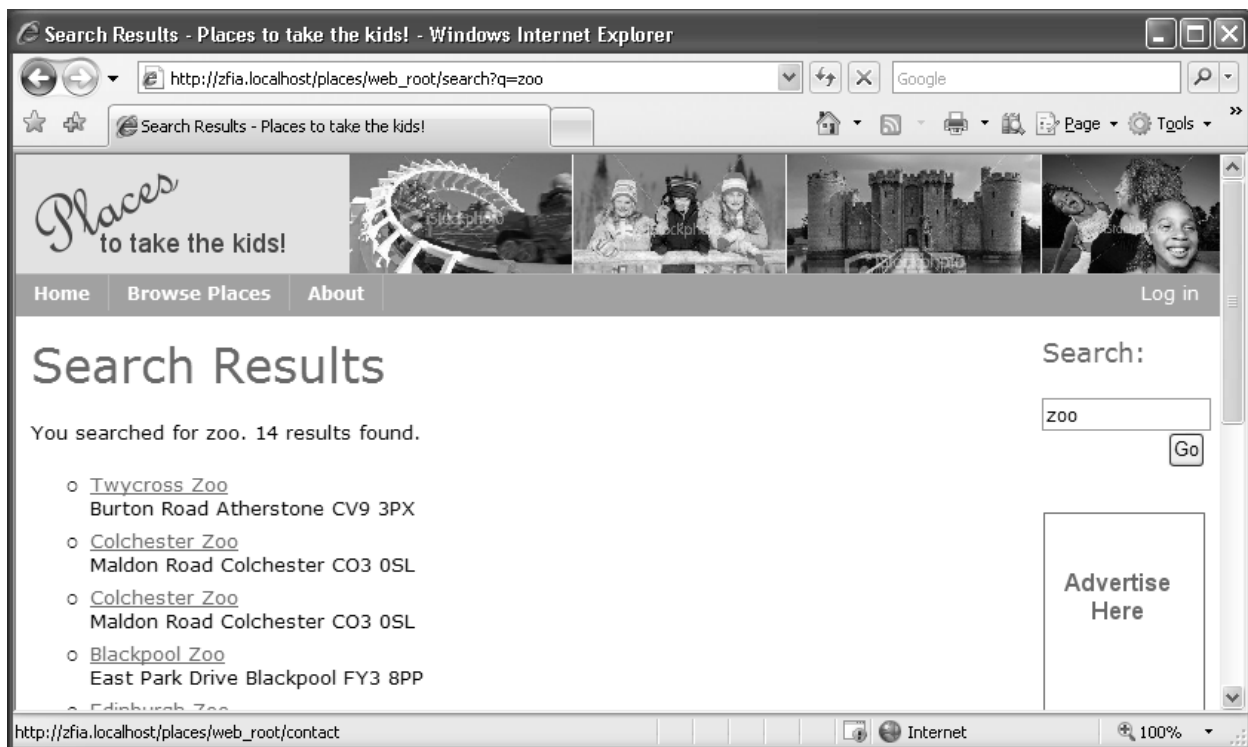 Search Results - Places to take the kids! - Windows Internet Explorer
http://zfia.localhost/places/web_root/search?q=zoo
Google
Search Results - Places to take the kids!
Page
Tools
Places
to take the kids!
iStockphoto
Home Browse Places About Log in
Search Results
Search:
zoo
Go
You searched for zoo. 14 results found.
Twycross Zoo
Burton Road Atherstone CV9 3PX
Colchester Zoo
Maldon Road Colchester CO3 0SL
Colchester Zoo
Maldon Road Colchester CO3 0SL
Blackpool Zoo
East Park Drive Blackpool FY3 8PP
Edinburgh Zoo
Advertise
Here
http://zfia.localhost/places/web_root/contact
Internet
100%